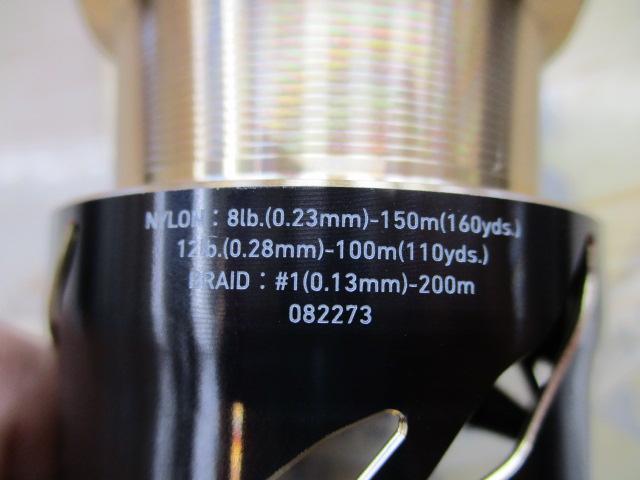 NYLON : 8lb.(0.23mm)-150m(160yds.)
12lb.(0.28mm)-100m(110yds.)
BRAID : #1(0.13mm)-200m
082273